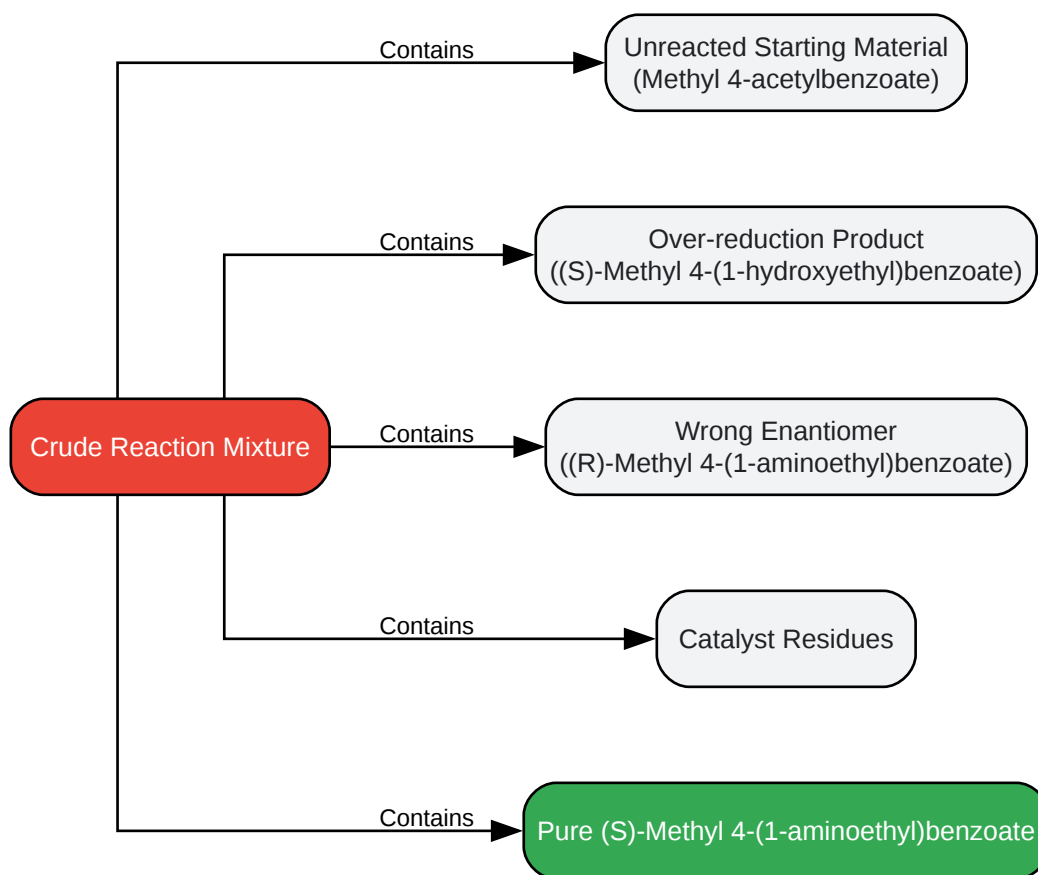 Contains
Unreacted Starting Material
(Methyl 4-acetylbenzoate)
Contains
Over-reduction Product
((S)-Methyl 4-(1-hydroxyethyl)benzoate)
Crude Reaction Mixture
Contains
Wrong Enantiomer
((R)-Methyl 4-(1-aminoethyl)benzoate)
Contains
Catalyst Residues
Contains
Pure (S)-Methyl 4-(1-aminoethyl)benzoate